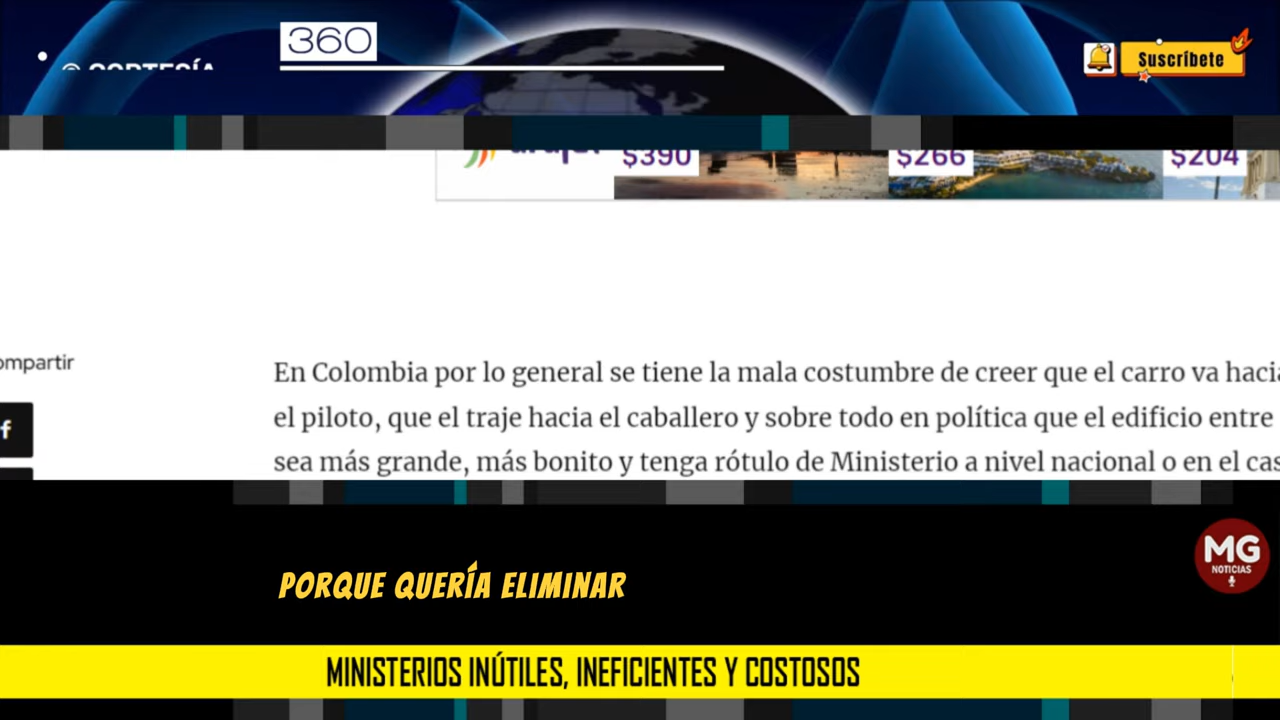 360
Suscríbete
$390
$266
$204
ompartir
f
En Colombia por lo general se tiene la mala costumbre de creer que el carro va hacia
el piloto, que el traje hacia el caballero y sobre todo en política que el edificio entre
sea más grande, más bonito y tenga rótulo de Ministerio a nivel nacional o en el cas
MG
NOTICIAS
PORQUE QUERÍA ELIMINAR
MINISTERIOS INÚTILES, INEFICIENTES Y COSTOSOS